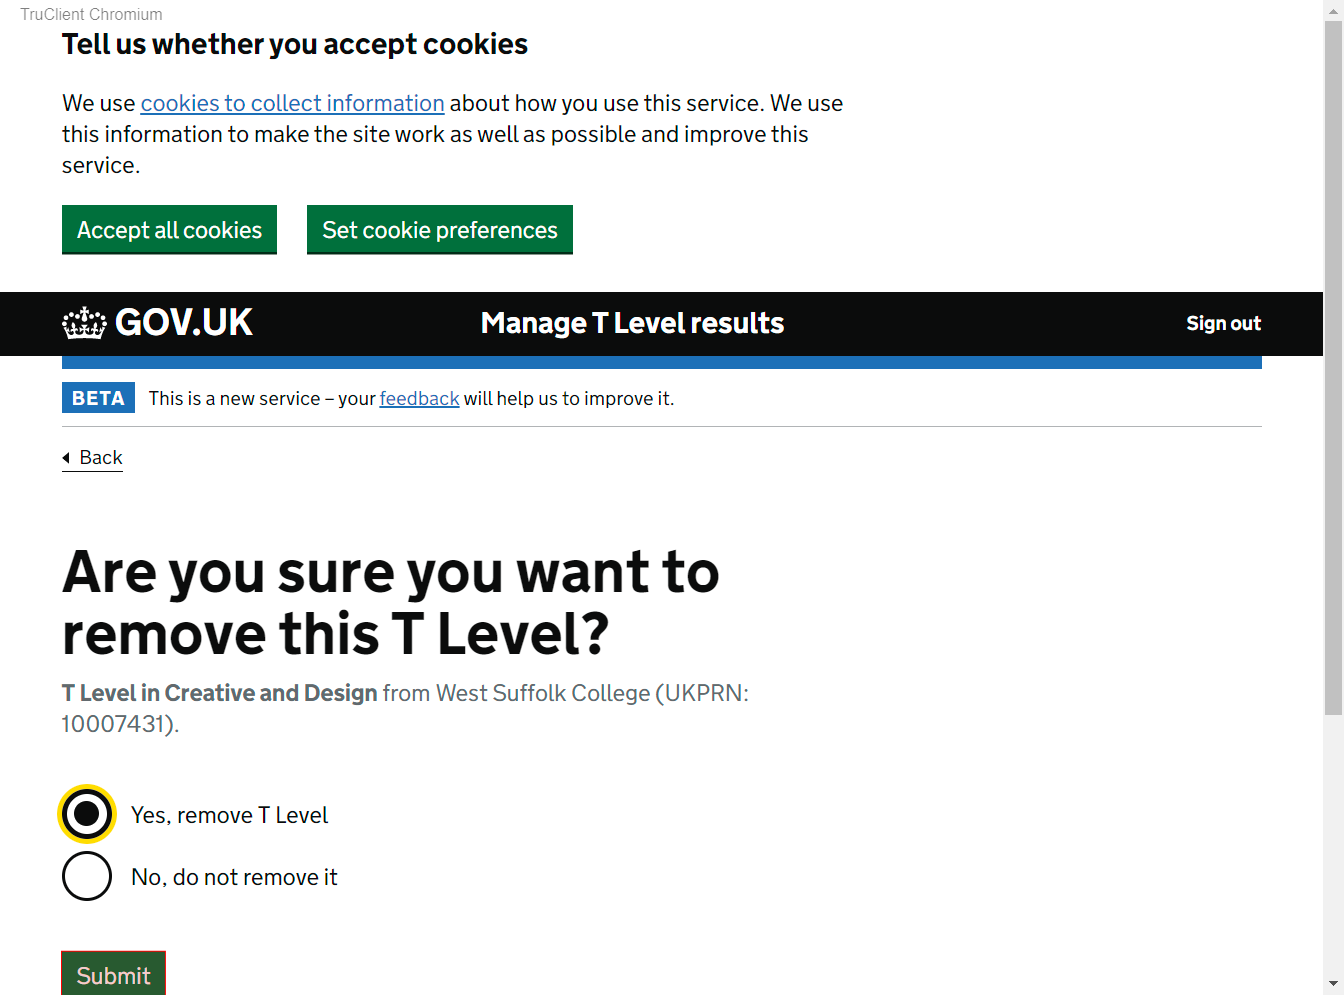 TruClient Chromium
Tell us whether you accept cookies
We use cookies to collect information about how you use this service. We use
this information to make the site work as well as possible and improve this
service.
Accept all cookies Set cookie preferences
GOV.UK Manage T Level results Sign out
BETA This is a new service – your feedback will help us to improve it.
Back
Are you sure you want to
remove this T Level?
T Level in Creative and Design from West Suffolk College (UKPRN:
10007431).
Yes, remove T Level
No, do not remove it
Submit